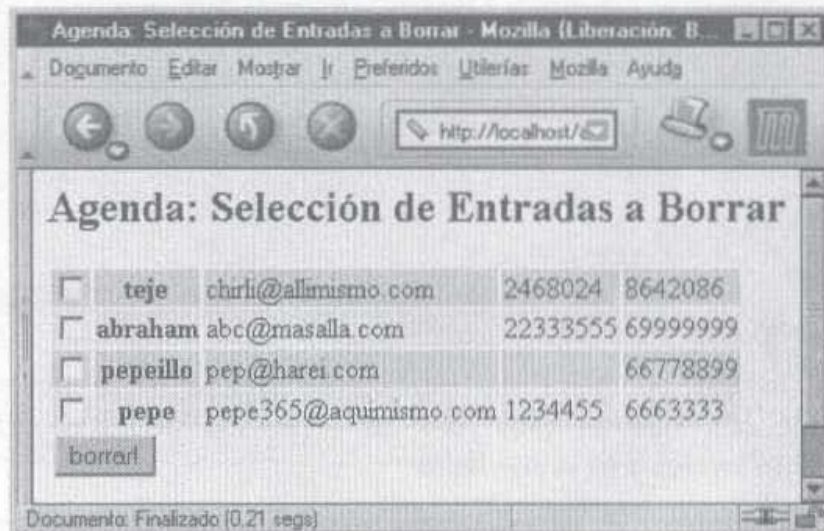 Agenda: Selección de Entradas a Borrar - Mozilla {Liberación: B...
Documento Editar Mostrar Ir Preferidos Utilerías Mozilla Ayuda
http://localhost/
Agenda: Selección de Entradas a Borrar
teje chirli@allimismo.com 2468024 8642086
abraham abc@masalla.com 22333555 69999999
pepeillo pep@harei.com 66778899
pepe pepe365@aquimismo.com 1234455 6663333
borrar!
Documento: Finalizado (0.21 segs)